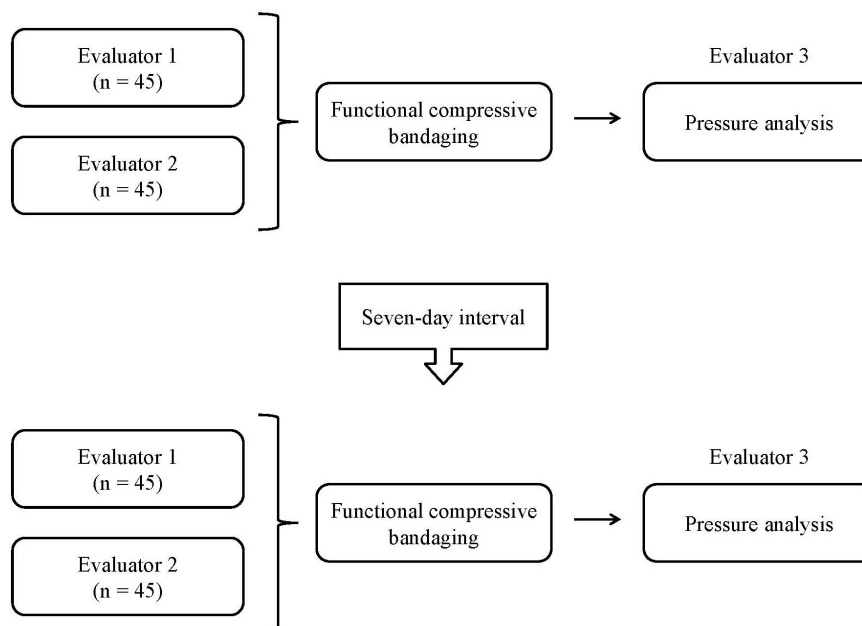 Evaluator 1
(n = 45)
Evaluator 2
(n = 45)
Functional compressive
bandaging
Evaluator 3
Pressure analysis
Seven-day interval
Evaluator 1
(n = 45)
Evaluator 2
(n = 45)
Functional compressive
bandaging
Evaluator 3
Pressure analysis